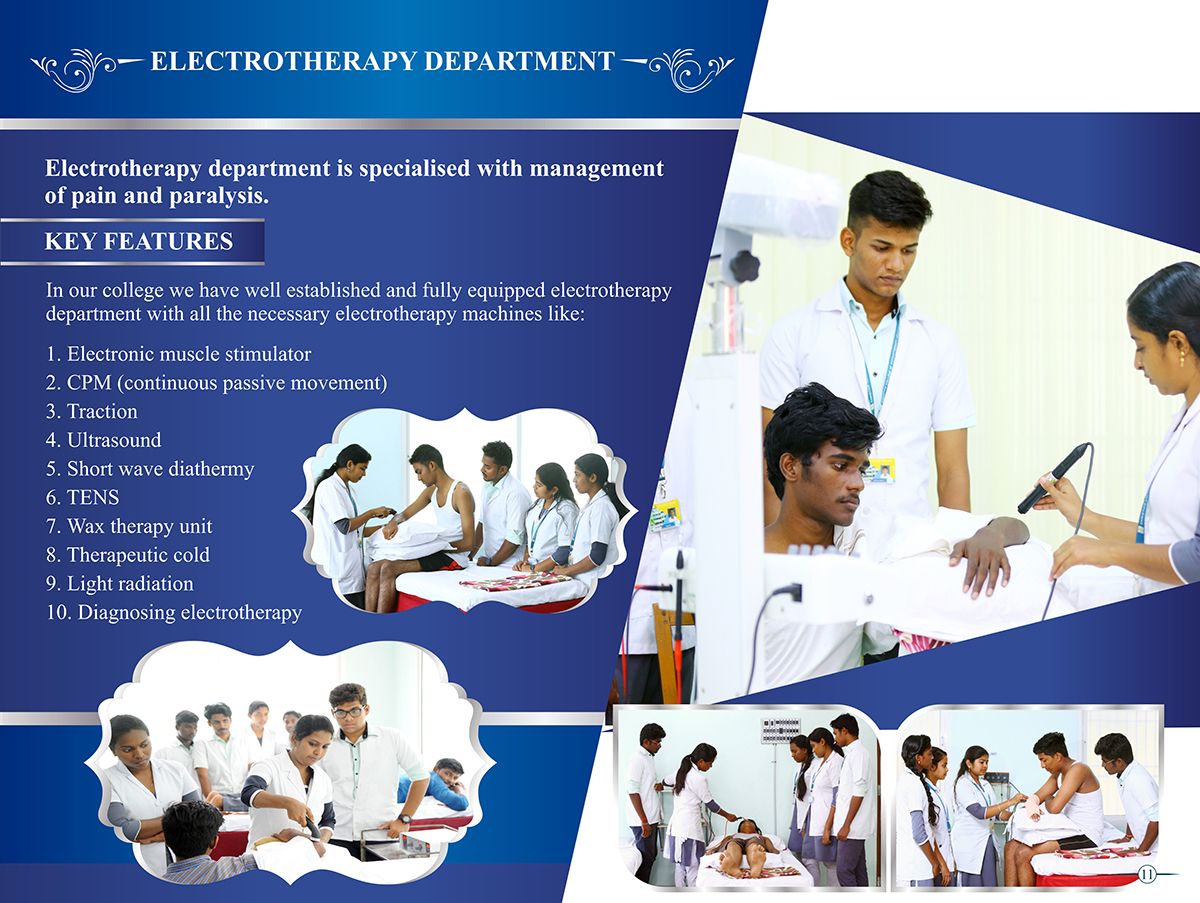 ELECTROTHERAPY DEPARTMENT
Electrotherapy department is specialised with management
of pain and paralysis.
KEY FEATURES
In our college we have well established and fully equipped electrotherapy
department with all the necessary electrotherapy machines like:
1. Electronic muscle stimulator
2. CPM (continuous passive movement)
3. Traction
4. Ultrasound
5. Short wave diathermy
6. TENS
7. Wax therapy unit
8. Therapeutic cold
9. Light radiation
10. Diagnosing electrotherapy
11